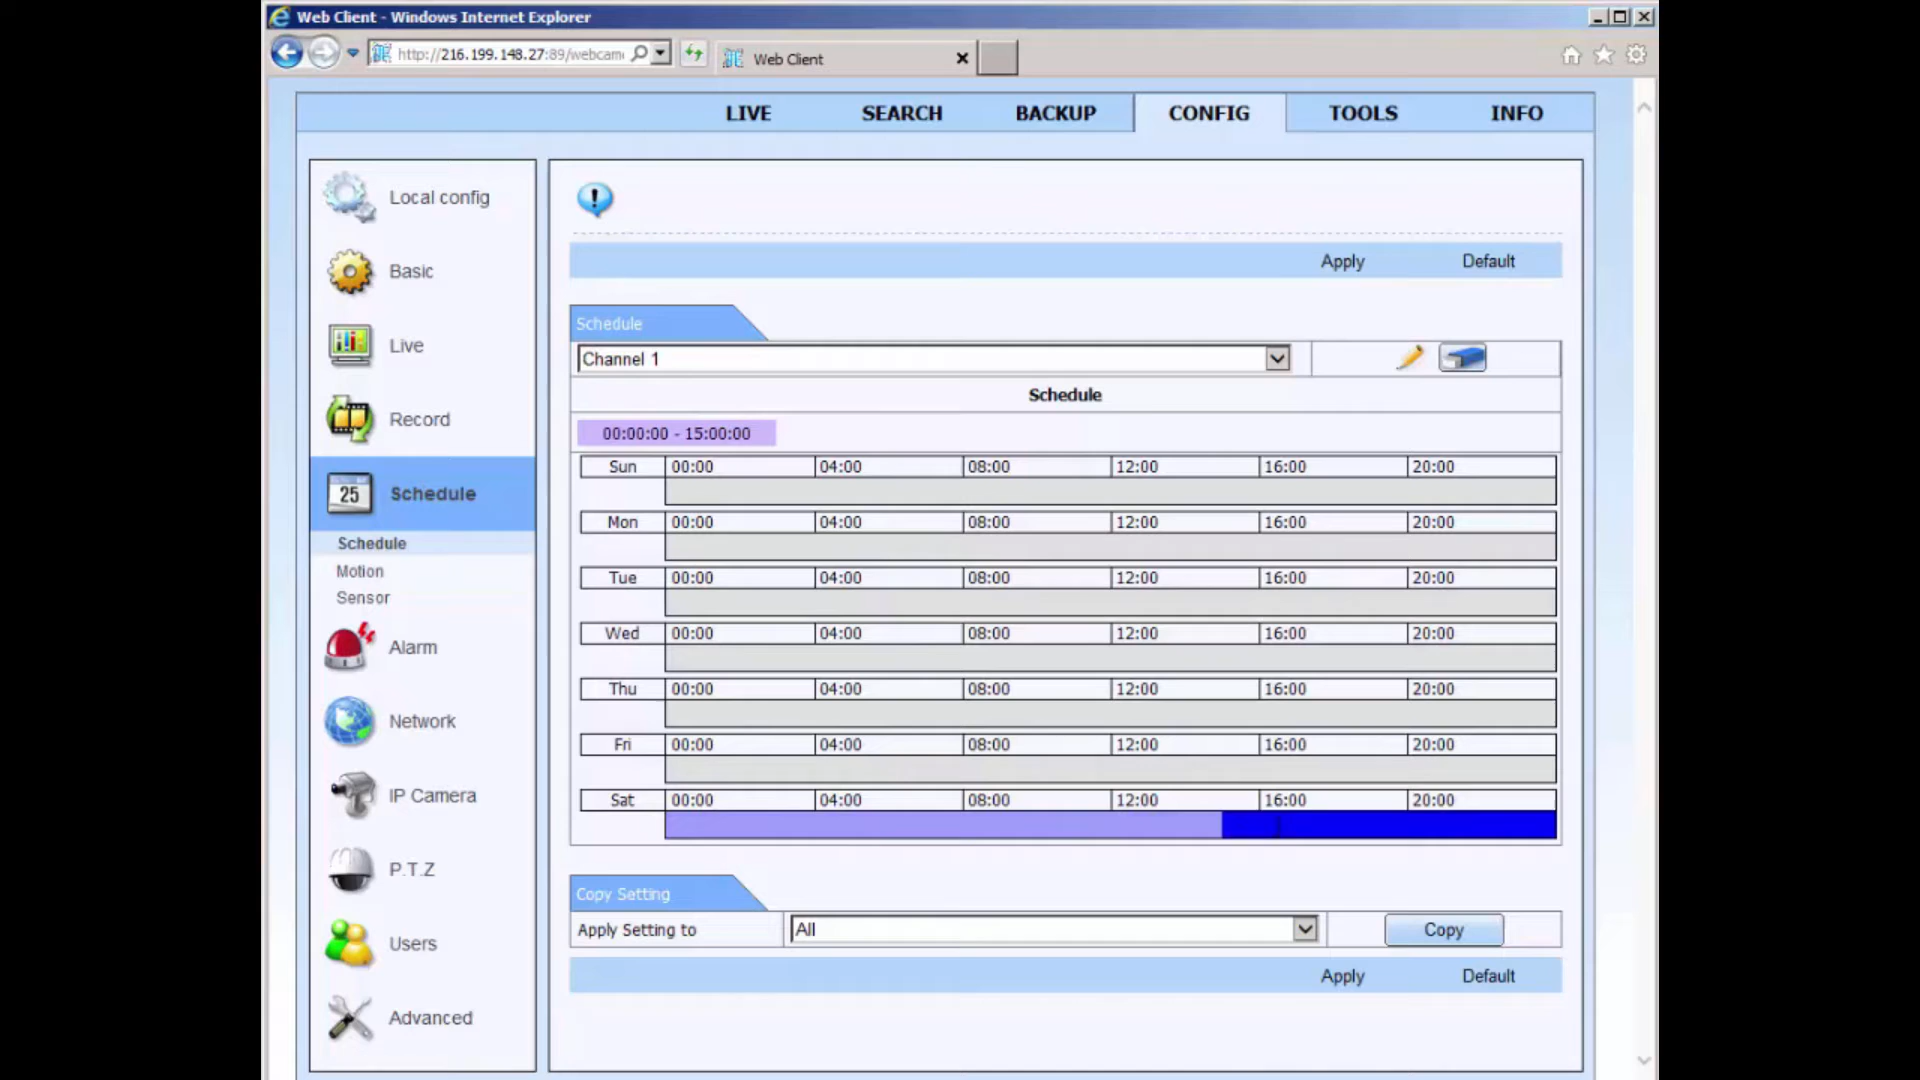 Web Client - Windows Internet Explorer
http://216.199.148.27:89/webcam
Web Client
LIVE SEARCH BACKUP CONFIG TOOLS INFO
Local config
Basic
Live
Record
25 Schedule
Schedule
Motion
Sensor
Alarm
Network
IP Camera
P.T.Z
Users
Advanced
Apply Default
Schedule
Channel 1
Schedule
00:00:00 - 15:00:00
Sun 00:00 04:00 08:00 12:00 16:00 20:00
Mon 00:00 04:00 08:00 12:00 16:00 20:00
Tue 00:00 04:00 08:00 12:00 16:00 20:00
Wed 00:00 04:00 08:00 12:00 16:00 20:00
Thu 00:00 04:00 08:00 12:00 16:00 20:00
Fri 00:00 04:00 08:00 12:00 16:00 20:00
Sat 00:00 04:00 08:00 12:00 16:00 20:00
Copy Setting
Apply Setting to All Copy
Apply Default